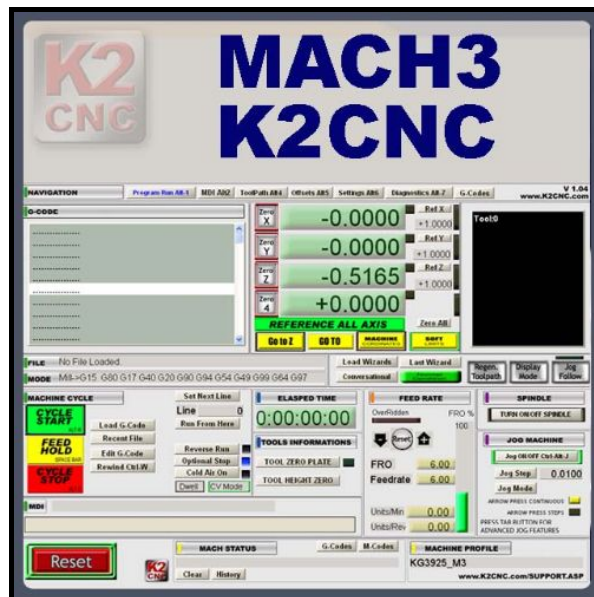 K2
CNC
MACH3
K2CNC
NAVIGATION Program Run Alt-1 MDI Alt2 ToolPath Alt4 Offsets Alt5 Settings Alt6 Diagnostics Alt-7 G-Codes V 1.04
www.K2CNC.com
G-CODE
Zero X -0.0000 Ref X +1.0000
Zero Y -0.0000 Ref Y +1.0000
Zero Z -0.5165 Ref Z +1.0000
Zero 4 +0.0000
Tool:0
REFERENCE ALL AXIS Zero All
Go to Z GO TO MACHINE COORDINATES SOFT LIMITS
FILE No File Loaded.
Load Wizards Last Wizard
Conversational
Regen. Toolpath Display Mode Jog Follow
MODE Mill->G15 G80 G17 G40 G20 G90 G94 G54 G49 G99 G64 G97
MACHINE CYCLE
CYCLE START
FEED HOLD
SPACE BAR
CYCLE STOP
Load G-Code
Recent File
Edit G-Code
Rewind Ctrl-W
Set Next Line
Line 0
Run From Here
Reverse Run
Optional Stop
Cold Air On
Dwell CV Mode
ELASPED TIME
0:00:00:00
TOOLS INFORMATIONS
TOOL ZERO PLATE
TOOL HEIGHT ZERO
FEED RATE
OverRidden FRO %
100
Reset
FRO 6.00
Feedrate 6.00
Units/Min 0.00
Units/Rev 0.00
SPINDLE
TURN ON/OFF SPINDLE
JOG MACHINE
Jog ON/OFF Ctrl-Alt-J
Jog Step 0.0100
Jog Mode
ARROW PRESS CONTINUOUS
ARROW PRESS STEPS
PRESS TAB BUTTON FOR
ADVANCED JOG FEATURES
MDI
Reset
K2
CNC
MACH STATUS
G-Codes M-Codes
Clear History
MACHINE PROFILE
KG3925_M3
www.K2CNC.com/SUPPORT.ASP